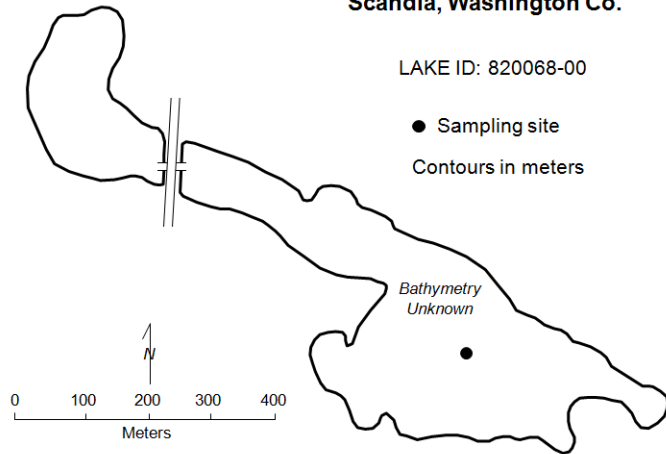 Scandia, Washington Co.
LAKE ID: 820068-00
Sampling site
Contours in meters
Bathymetry
Unknown
N
0 100 200 300 400
Meters